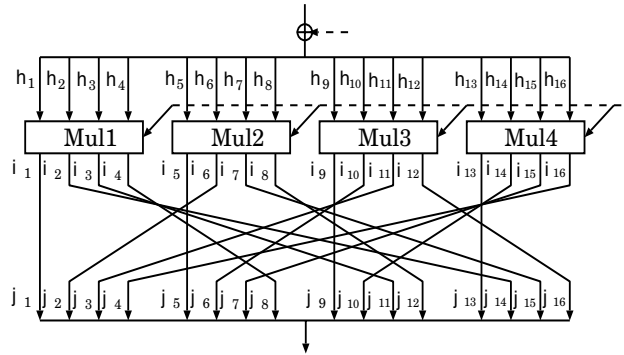 h1 h2 h3 h4 h5 h6 h7 h8 h9 h10 h11 h12 h13 h14 h15 h16
Mul1 Mul2 Mul3 Mul4
i1 i2 i3 i4 i5 i6 i7 i8 i9 i10 i11 i12 i13 i14 i15 i16
j1 j2 j3 j4 j5 j6 j7 j8 j9 j10 j11 j12 j13 j14 j15 j16